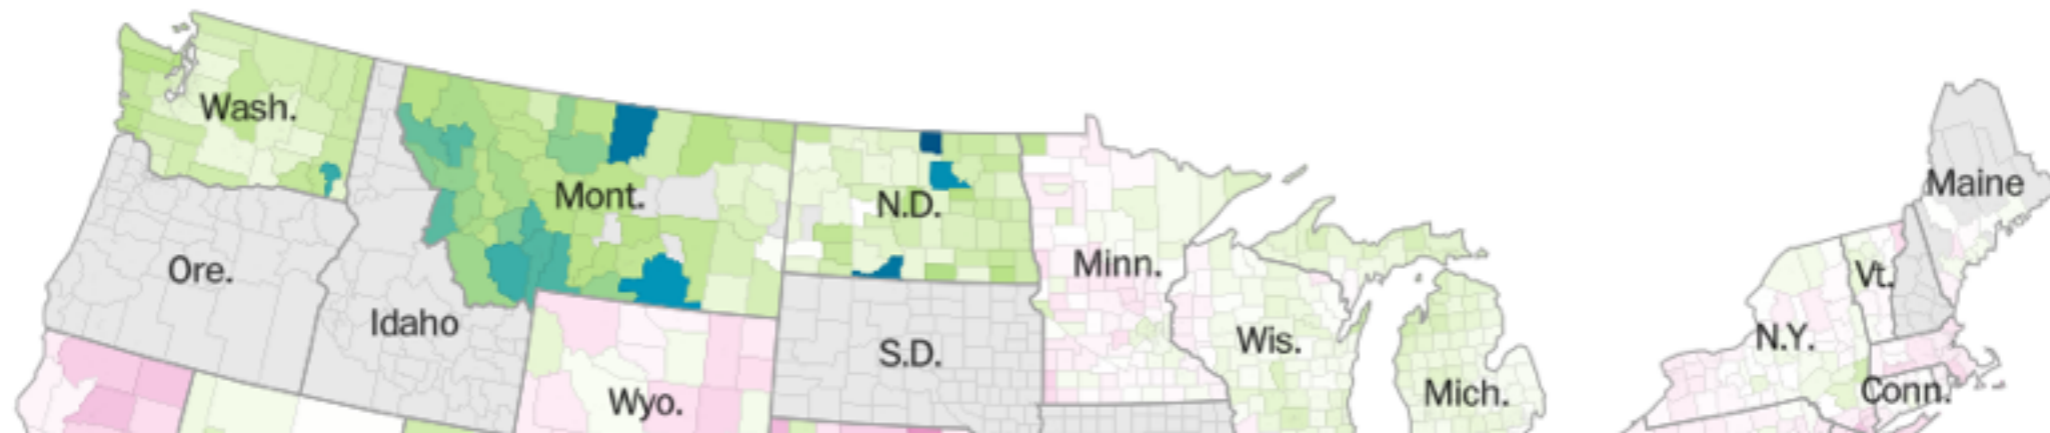 Wash.
Maine
Mont.
N.D.
Minn.
Ore.
Vt.
Idaho
N.Y.
Wis.
S.D.
Mich.
Conn.
Wyo.